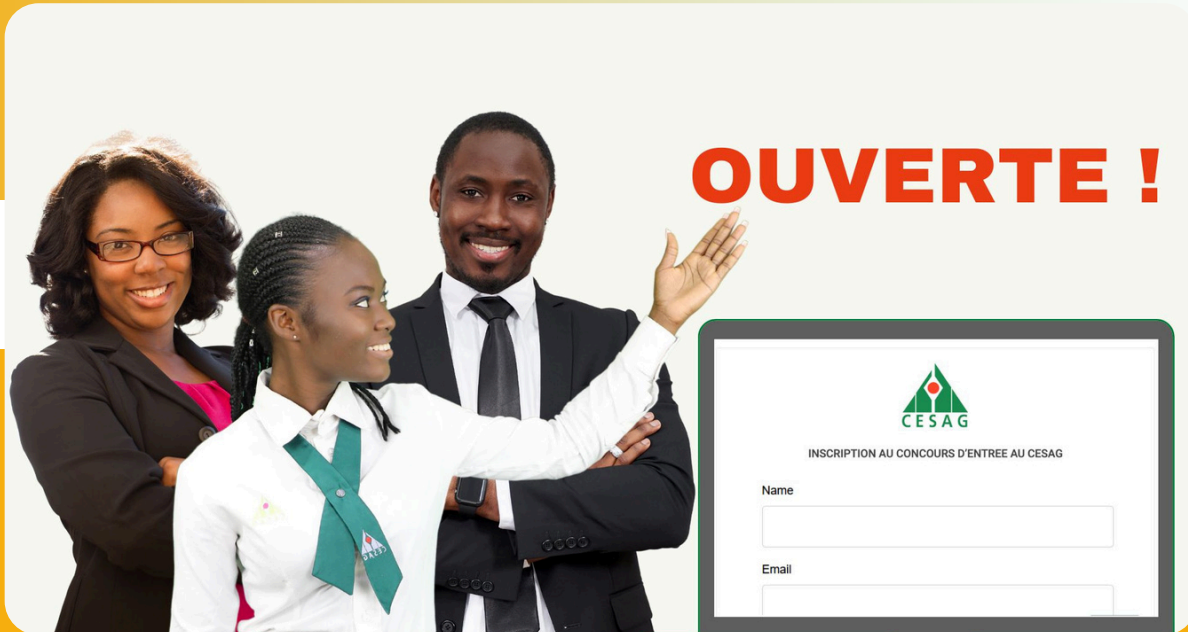 OUVERTE !
CESAG
INSCRIPTION AU CONCOURS D'ENTREE AU CESAG
Name
Email